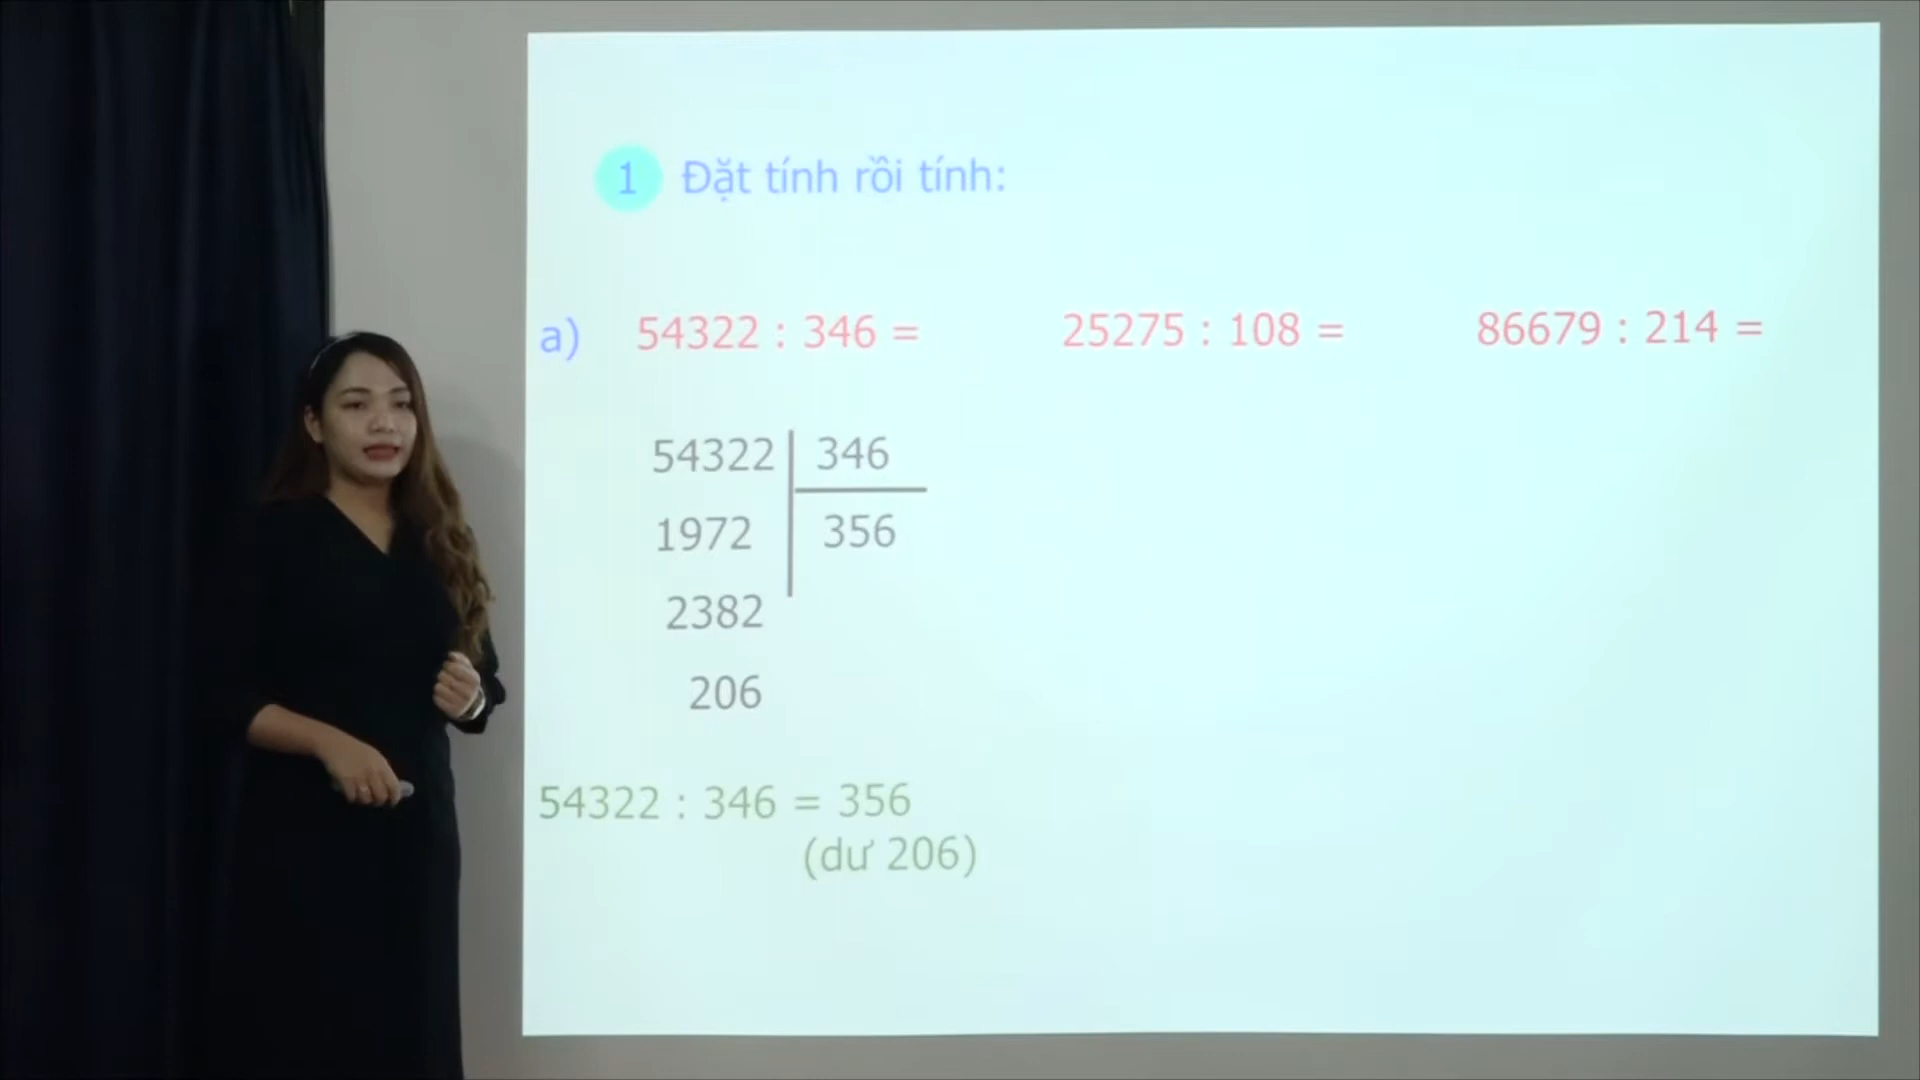 1 Đặt tính rồi tính:
a) 54322 : 346 = 25275 : 108 = 86679 : 214 =
54322 346
1972 356
2382
206
54322 : 346 = 356
(dư 206)